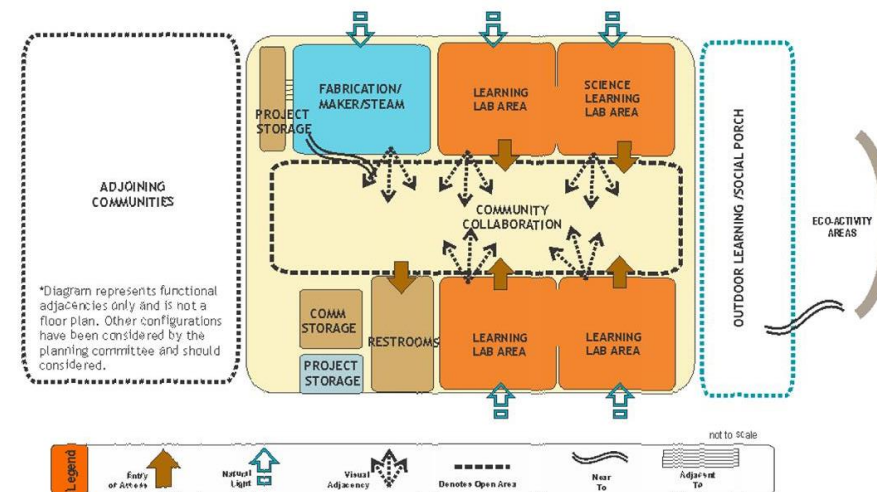 FABRICATION/
MAKER/STEAM
LEARNING
LAB AREA
SCIENCE
LEARNING
LAB AREA
PROJECT
STORAGE
ADJOINING
COMMUNITIES
COMMUNITY
COLLABORATION
OUTDOOR LEARNING /SOCIAL PORCH
ECO-ACTIVITY
AREAS
*Diagram represents functional
adjacencies only and is not a
floor plan. Other configurations
have been considered by the
planning committee and should
considered.
COMM
STORAGE
PROJECT
STORAGE
RESTROOMS
LEARNING
LAB AREA
LEARNING
LAB AREA
not to scale
Legend
Entry
or Access
Natural
Light
Visual
Adjacency
Denotes Open Area
Near
To
Adjacent
To